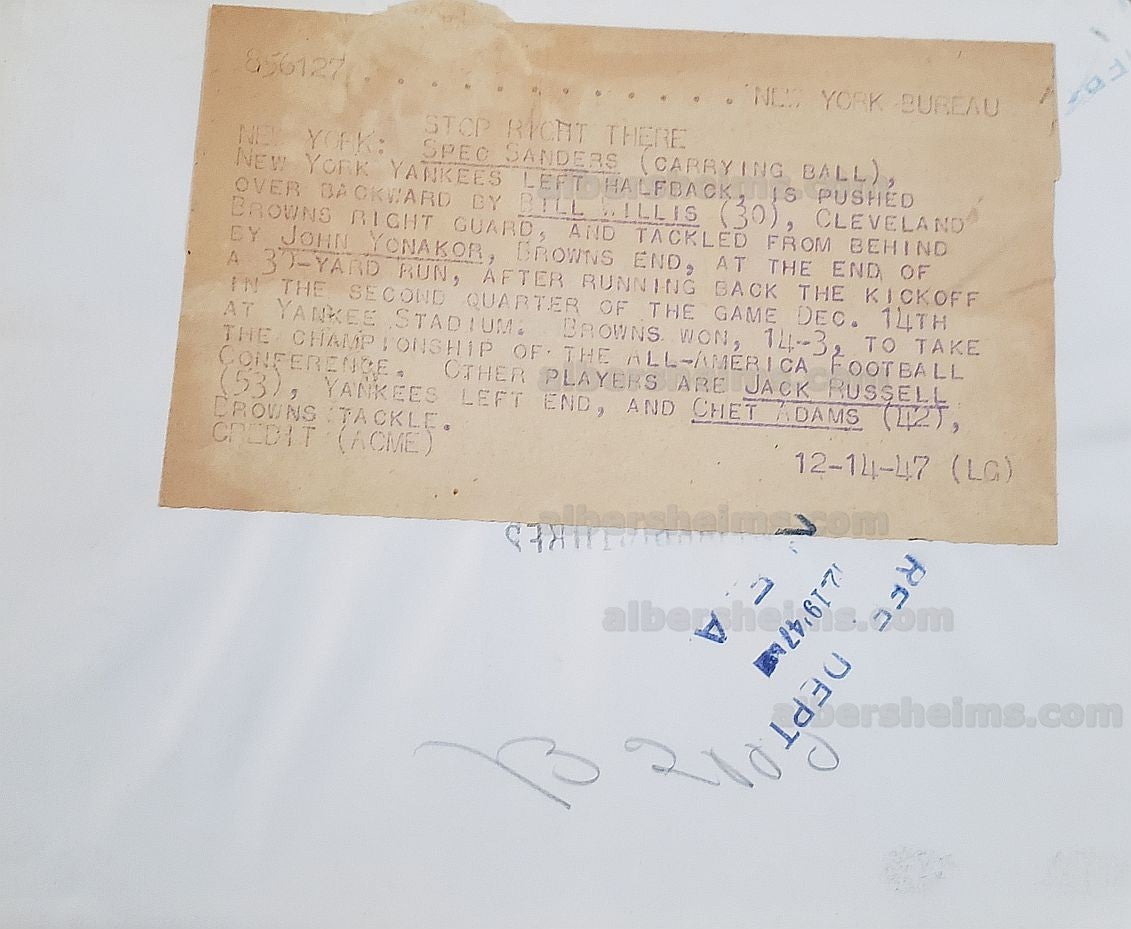 856127. . . . . . . . . . . . NEW YORK BUREAU
STOP RIGHT THERE
NEW YORK: SPEC SANDERS (CARRYING BALL),
NEW YORK YANKEES LEFT HALFBACK, IS PUSHED
OVER BACKWARD BY BILL WILLIS (30), CLEVELAND
BROWNS RIGHT GUARD, AND TACKLED FROM BEHIND
BY JOHN YONAKOR, BROWNS END, AT THE END OF
A -YARD RUN, AFTER RUNNING BACK THE KICKOFF
IN THE SECOND QUARTER OF THE GAME DEC. 14TH
AT YANKEE STADIUM. BROWNS WON, 14-3, TO TAKE
THE CHAMPIONSHIP OF THE ALL-AMERICA FOOTBALL
CONFERENCE. OTHER PLAYERS ARE JACK RUSSELL
(53), YANKEES LEFT END, AND CHET ADAMS (42),
BROWNS TACKLE.
CREDIT (ACME)
12-14-47 (LG)
albersheims.com
albersheims.com
albersheims.com
albersheims.com
albersheims.com
N E A
12-19'47
REF DEPT